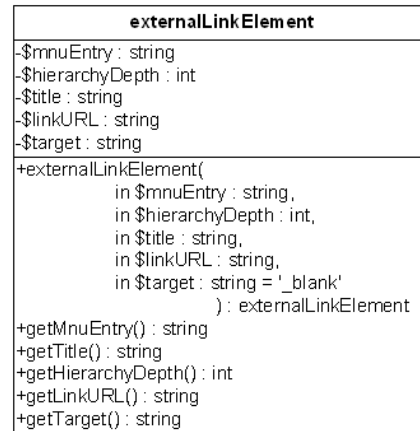 externalLinkElement
-$mnuEntry : string
-$hierarchyDepth : int
-$title : string
-$linkURL : string
-$target : string
+externalLinkElement(
in $mnuEntry : string,
in $hierarchyDepth : int,
in $title : string,
in $linkURL : string,
in $target : string = '_blank'
) : externalLinkElement
+getMnuEntry() : string
+getTitle() : string
+getHierarchyDepth() : int
+getLinkURL() : string
+getTarget() : string